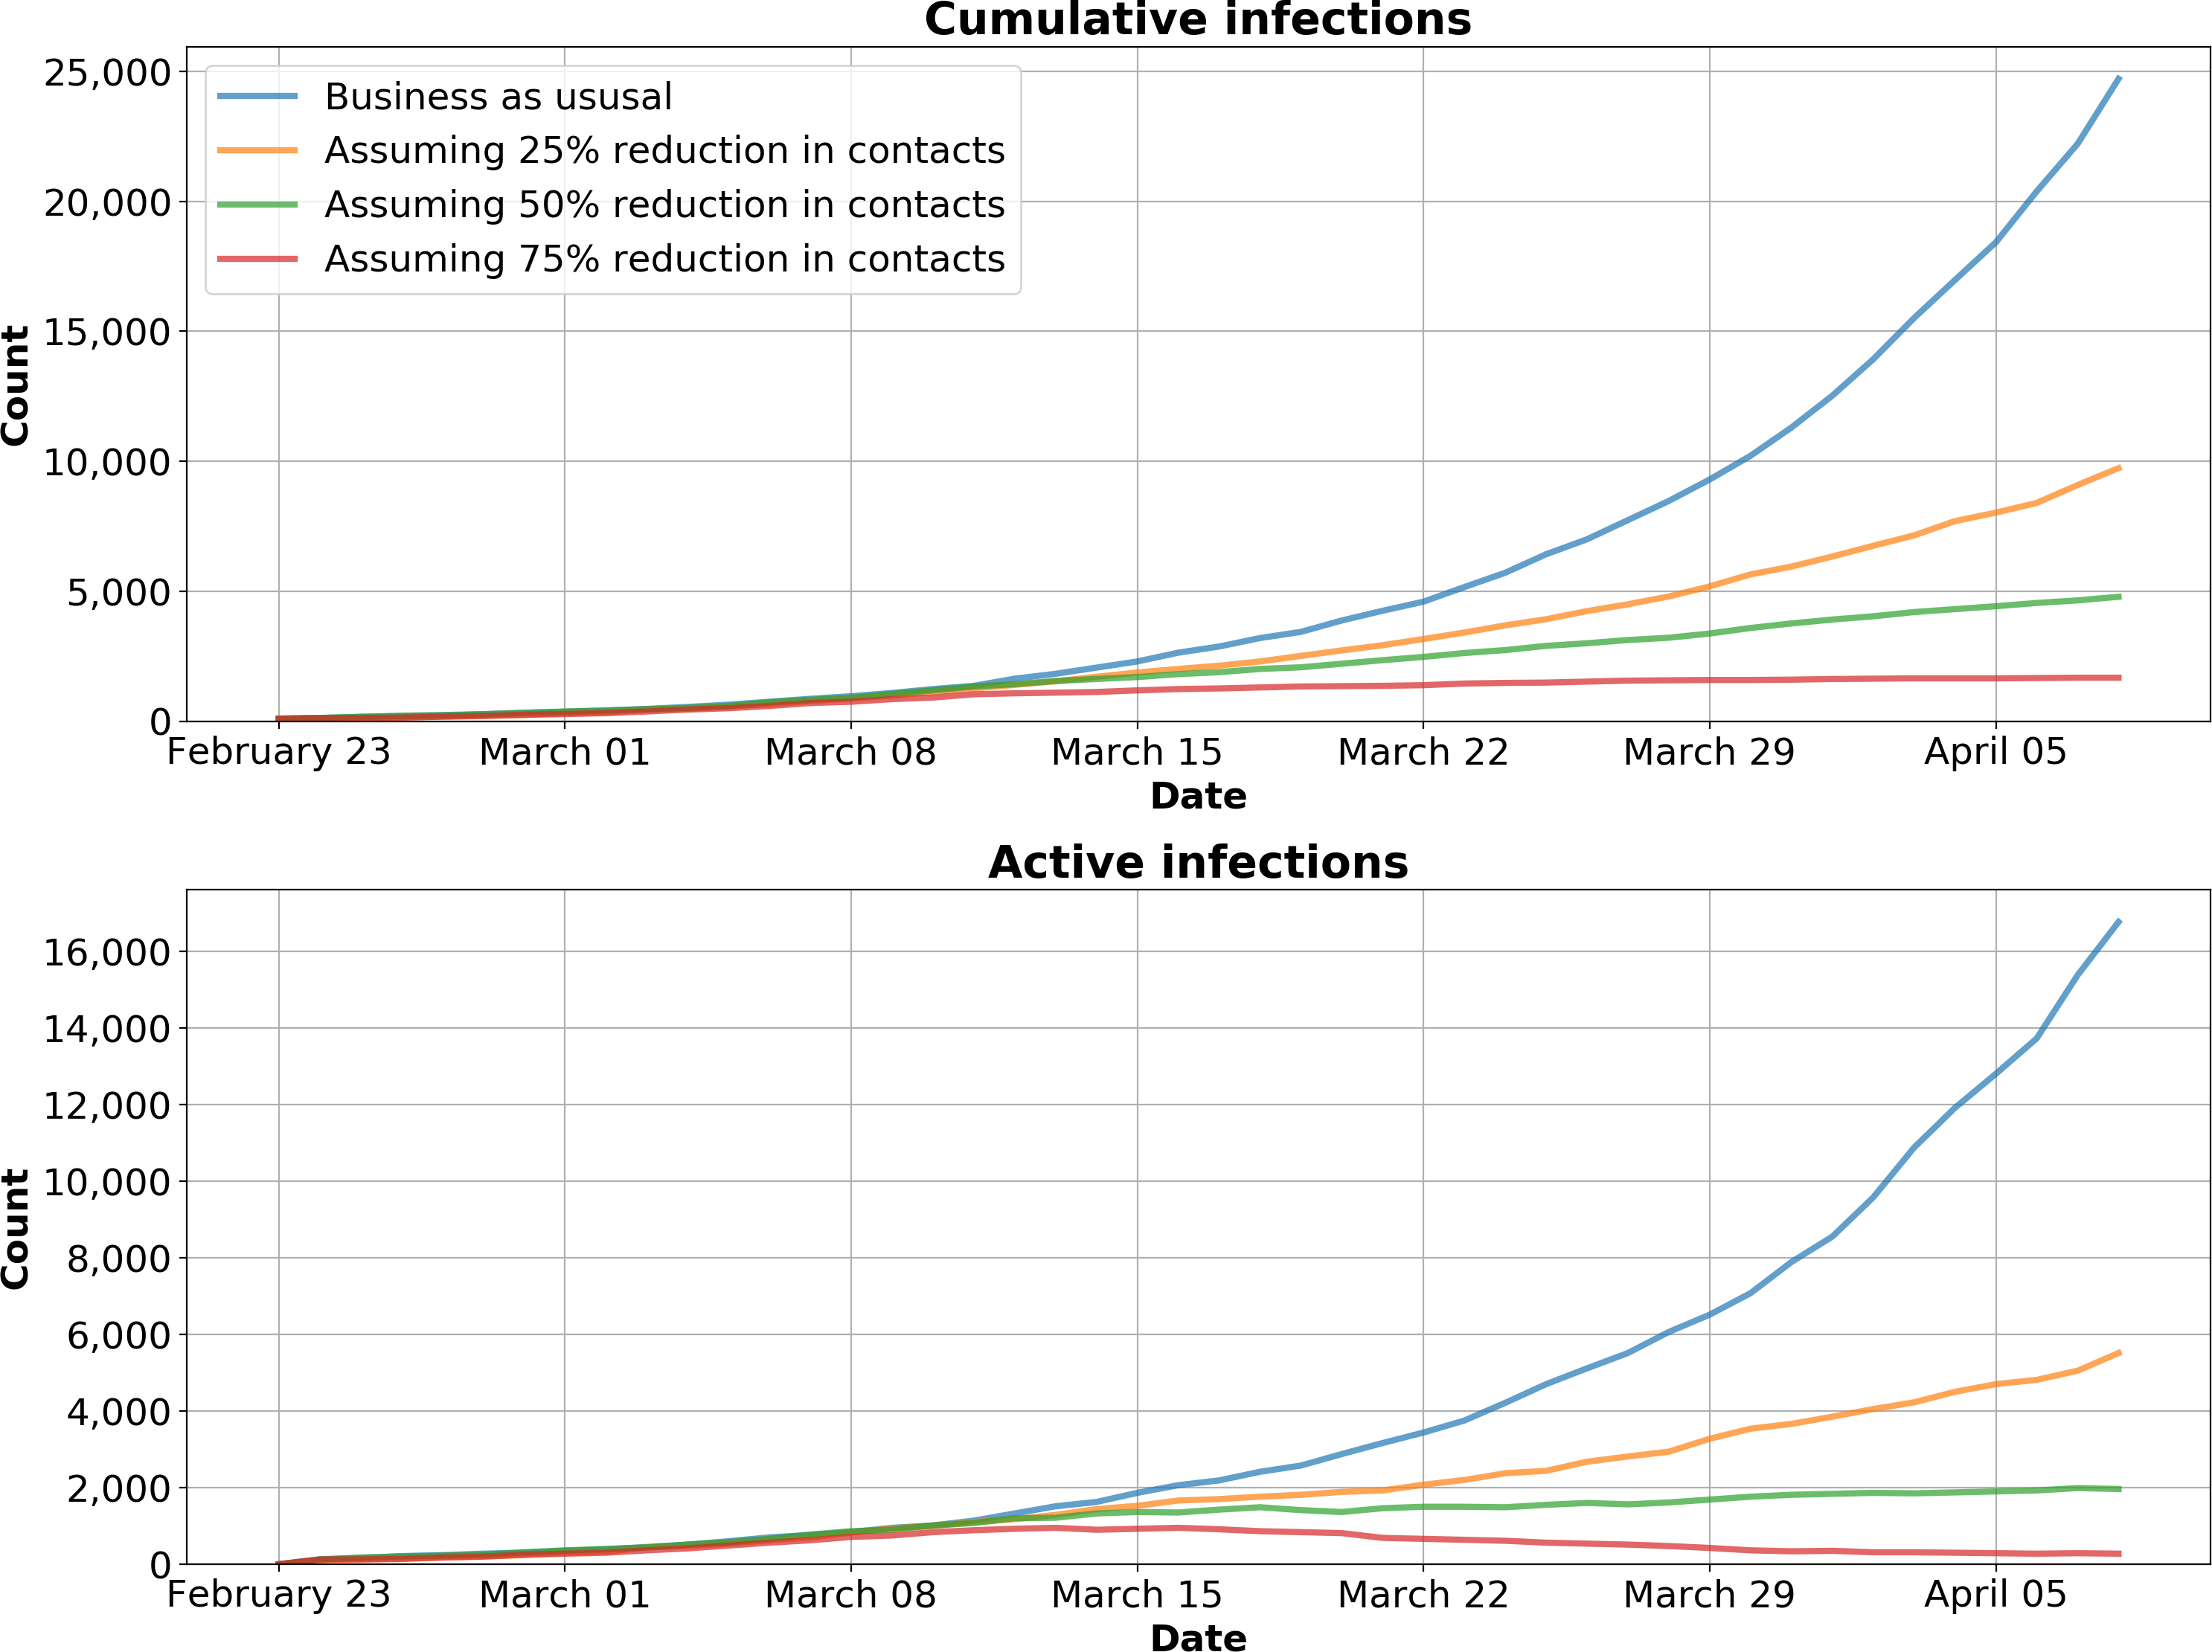 Cumulative infections
25,000
20,000
15,000
10,000
5,000
0
Count
Business as ususal
Assuming 25% reduction in contacts
Assuming 50% reduction in contacts
Assuming 75% reduction in contacts
February 23 March 01 March 08 March 15 March 22 March 29 April 05
Date
Active infections
16,000
14,000
12,000
10,000
8,000
6,000
4,000
2,000
0
Count
February 23 March 01 March 08 March 15 March 22 March 29 April 05
Date